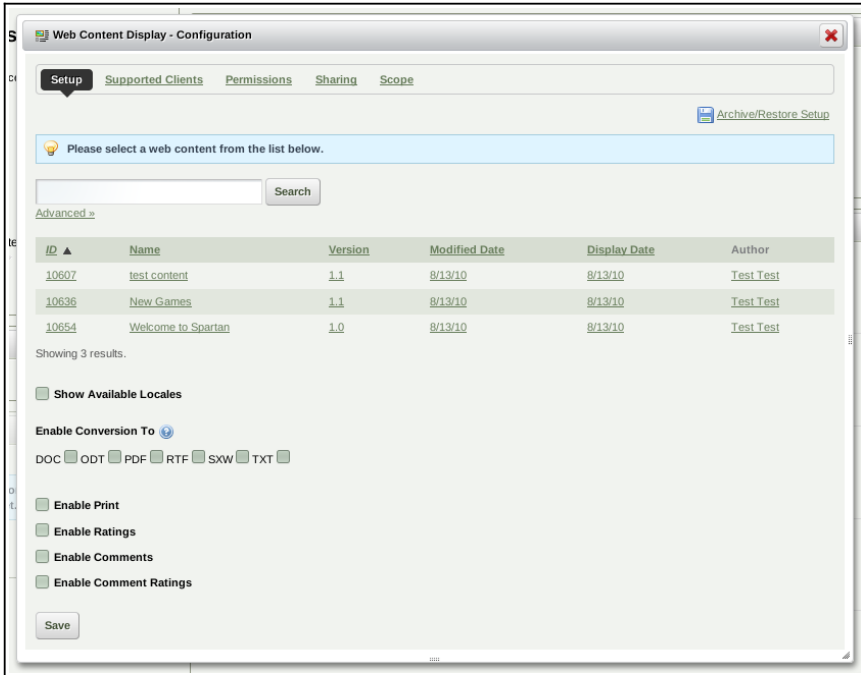 Web Content Display - Configuration
Setup Supported Clients Permissions Sharing Scope
Archive/Restore Setup
Please select a web content from the list below.
Search
Advanced »
ID ▲ Name Version Modified Date Display Date Author
10607 test content 1.1 8/13/10 8/13/10 Test Test
10636 New Games 1.1 8/13/10 8/13/10 Test Test
10654 Welcome to Spartan 1.0 8/13/10 8/13/10 Test Test
Showing 3 results.
Show Available Locales
Enable Conversion To
DOC ODT PDF RTF SXW TXT
Enable Print
Enable Ratings
Enable Comments
Enable Comment Ratings
Save